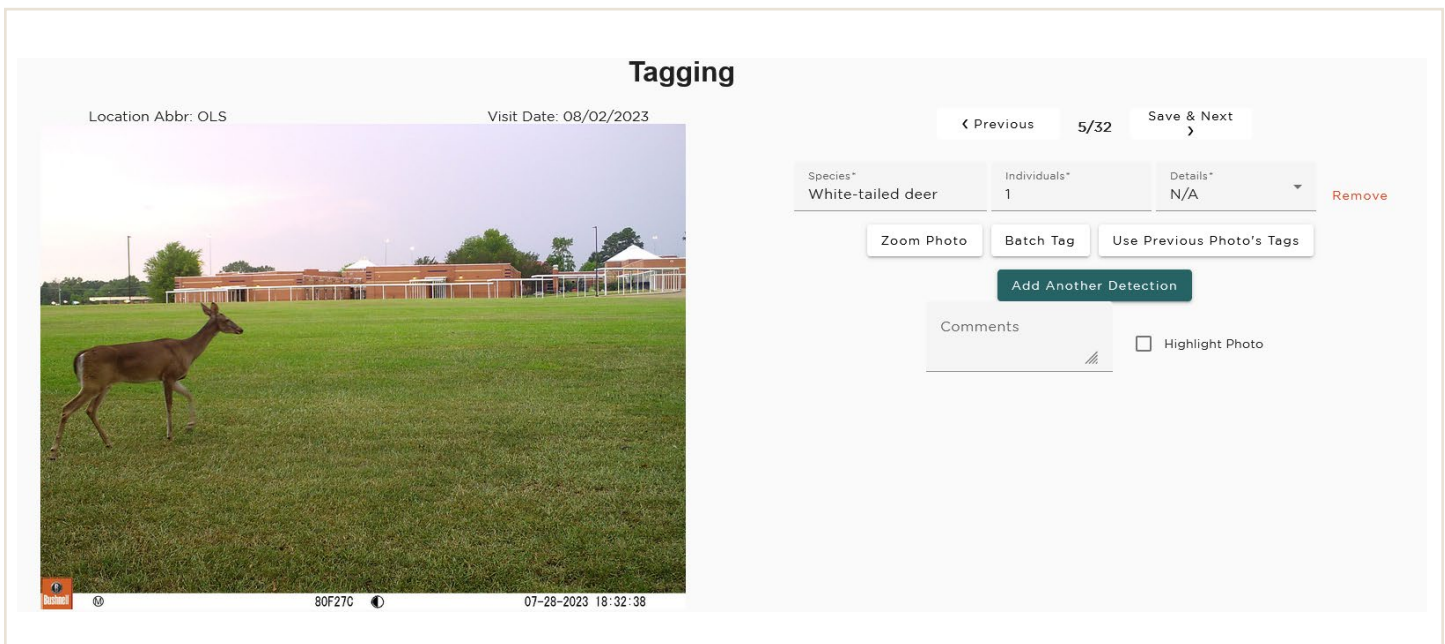 Tagging
Location Abbr: OLS
Visit Date: 08/02/2023
Previous
5/32
Save & Next
Species*
White-tailed deer
Individuals*
1
Details*
N/A
Remove
Zoom Photo
Batch Tag
Use Previous Photo's Tags
Add Another Detection
Comments
Highlight Photo
Bushnell
M
80F27C
07-28-2023 18:32:38